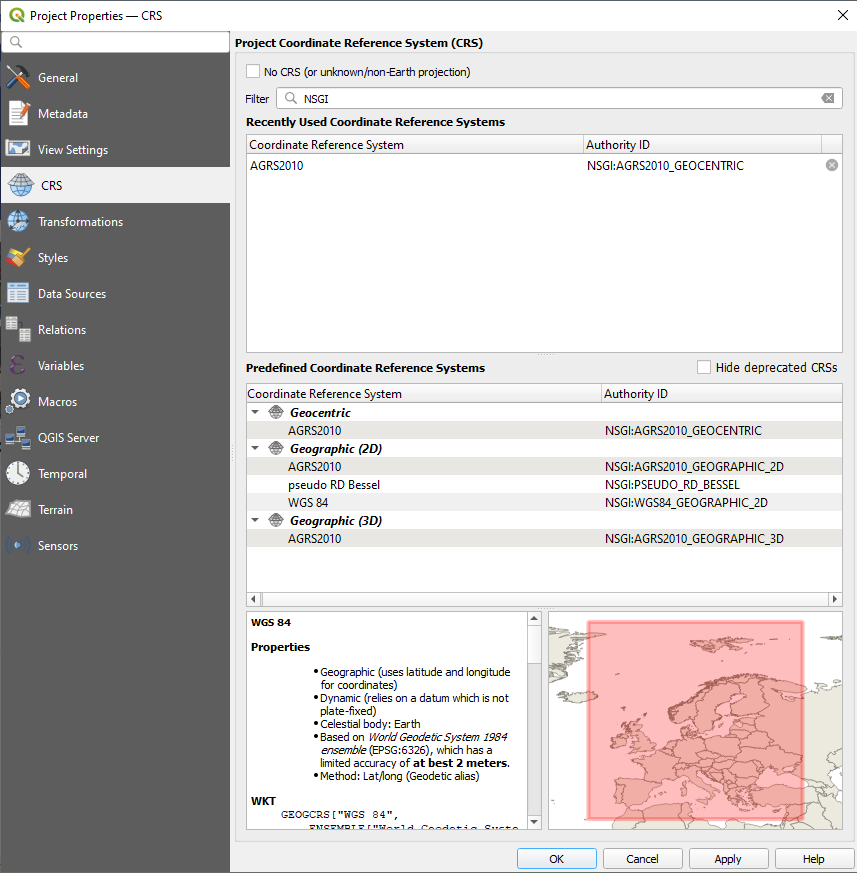 Project Properties — CRS
General
Metadata
View Settings
CRS
Transformations
Styles
Data Sources
Relations
Variables
Macros
QGIS Server
Temporal
Terrain
Sensors
Project Coordinate Reference System (CRS)
No CRS (or unknown/non-Earth projection)
Filter NSGI
Recently Used Coordinate Reference Systems
Coordinate Reference System Authority ID
AGRS2010 NSGI:AGRS2010_GEOCENTRIC
Predefined Coordinate Reference Systems Hide deprecated CRSs
Coordinate Reference System Authority ID
Geocentric
AGRS2010 NSGI:AGRS2010_GEOCENTRIC
Geographic (2D)
AGRS2010 NSGI:AGRS2010_GEOGRAPHIC_2D
pseudo RD Bessel NSGI:PSEUDO_RD_BESSEL
WGS 84 NSGI:WGS84_GEOGRAPHIC_2D
Geographic (3D)
AGRS2010 NSGI:AGRS2010_GEOGRAPHIC_3D
WGS 84
Properties
• Geographic (uses latitude and longitude
for coordinates)
• Dynamic (relies on a datum which is not
plate-fixed)
• Celestial body: Earth
• Based on World Geodetic System 1984
ensemble (EPSG:6326), which has a
limited accuracy of at best 2 meters.
• Method: Lat/long (Geodetic alias)
WKT
GEOGCRS["WGS 84",
ENSEMBLE["World Geodetic Syste
OK Cancel Apply Help